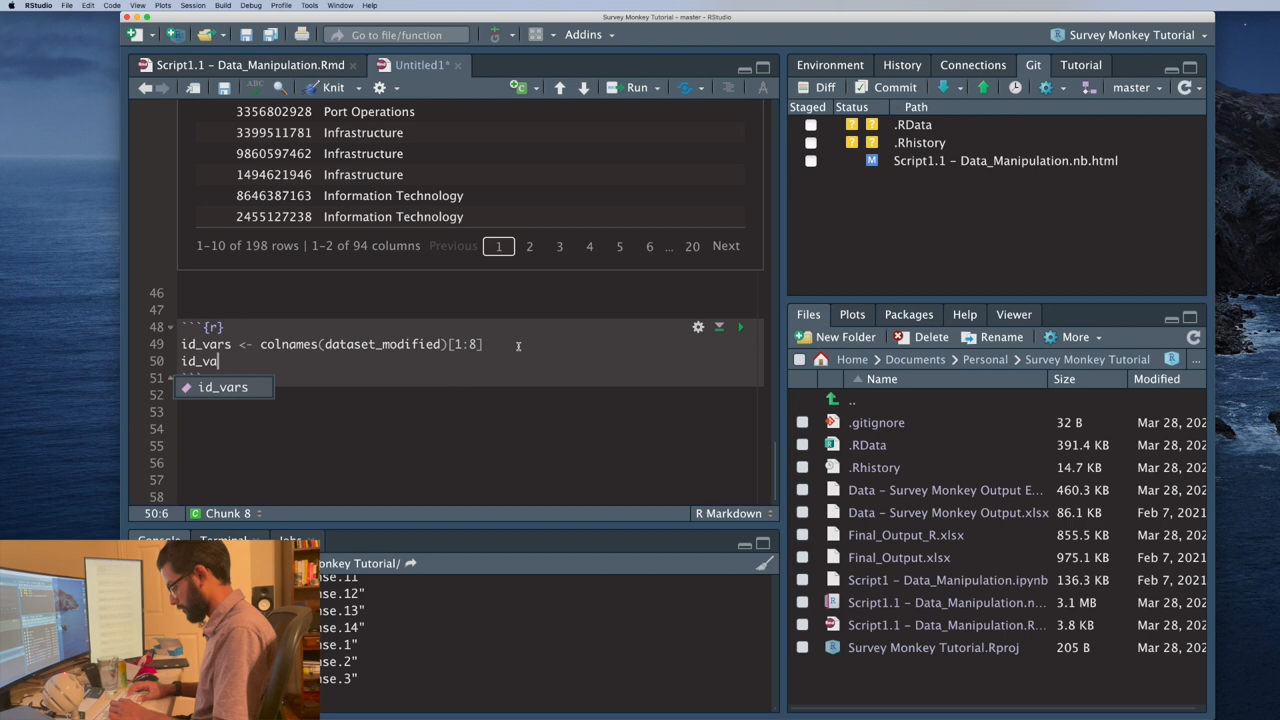 RStudio File Edit Code View Plots Session Build Debug Profile Tools Window Help
Survey Monkey Tutorial - master - RStudio
Go to file/function
Addins
Survey Monkey Tutorial
Script1.1 - Data_Manipulation.Rmd
Untitled1*
Knit
Run
3356802928 Port Operations
3399511781 Infrastructure
9860597462 Infrastructure
1494621946 Infrastructure
8646387163 Information Technology
2455127238 Information Technology
1-10 of 198 rows | 1-2 of 94 columns Previous 1 2 3 4 5 6 ... 20 Next
46
47
48 ```{r}
49 id_vars <- colnames(dataset_modified)[1:8]
50 id_va
51 ```
id_vars
52
53
54
55
56
57
58
50:6 Chunk 8 R Markdown
Console Terminal Jobs
onkey Tutorial/
nse.11
nse.12"
nse.13"
nse.14"
nse.1"
nse.2"
nse.3"
Environment History Connections Git Tutorial
Diff Commit master
Staged Status Path
? ? .RData
? ? .Rhistory
M Script1.1 - Data_Manipulation.nb.html
Files Plots Packages Help Viewer
New Folder Delete Rename More
Home Documents Personal Survey Monkey Tutorial
Name Size Modified
..
.gitignore 32 B Mar 28, 202
.RData 391.4 KB Mar 28, 202
.Rhistory 14.7 KB Mar 28, 202
Data - Survey Monkey Output E... 460.3 KB Mar 28, 202
Data - Survey Monkey Output.xlsx 86.1 KB Feb 7, 2021
Final_Output_R.xlsx 855.5 KB Mar 28, 202
Final_Output.xlsx 975.1 KB Feb 7, 2021
Script1 - Data_Manipulation.ipynb 136.3 KB Feb 7, 2021
Script1.1 - Data_Manipulation.n... 3.1 MB Mar 28, 202
Script1.1 - Data_Manipulation.R... 3.8 KB Mar 28, 202
Survey Monkey Tutorial.Rproj 205 B Mar 28, 202